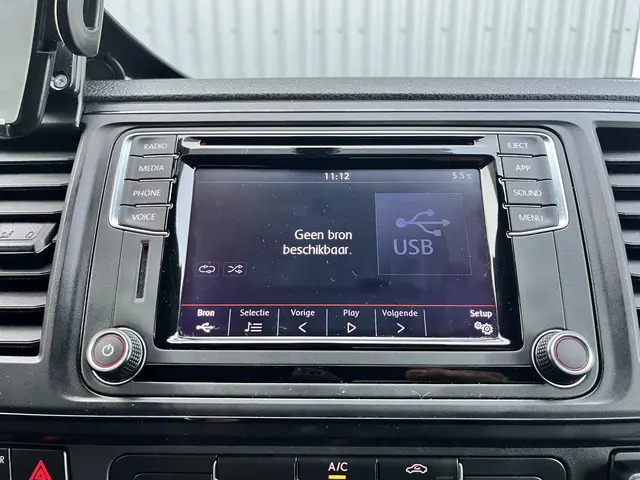 RADIO
MEDIA
PHONE
VOICE
EJECT
APP
SOUND
MENU
11:12
5.5°C
Geen bron
beschikbaar.
USB
Bron
Selectie
Vorige
Play
Volgende
Setup
A/C